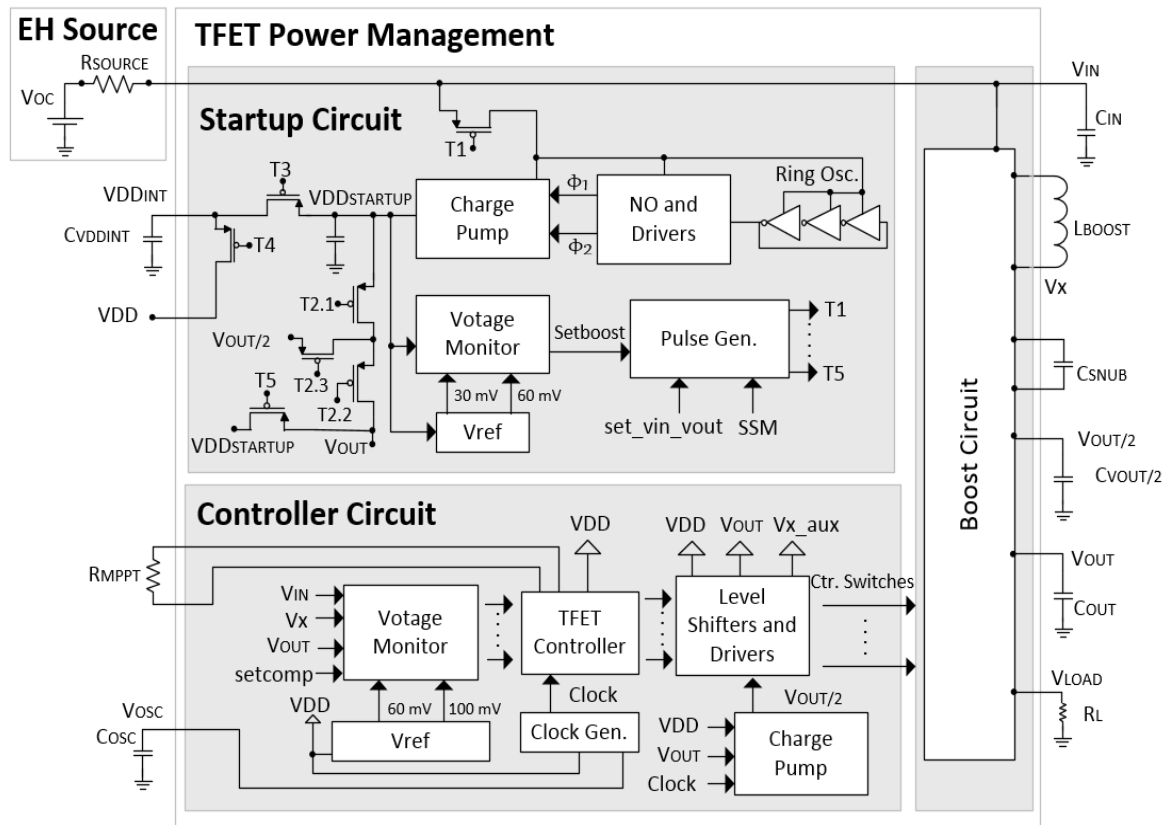 EH Source
RSOURCE
VOC
TFET Power Management
VIN
CIN
Startup Circuit
T1
T3
VDDINT
VDDSTARTUP
CVDDINT
T4
VDD
Charge
Pump
Φ1
Φ2
NO and
Drivers
Ring Osc.
LBOOST
Vx
T2.1
VOUT/2
T2.3
T2.2
T5
VDDSTARTUP
VOUT
Votage
Monitor
30 mV
60 mV
Vref
Setboost
Pulse Gen.
T1
T5
set_vin_vout
SSM
CSNUB
VOUT/2
CVOUT/2
Boost Circuit
VOUT
COUT
VLOAD
RL
Controller Circuit
RMPPT
VIN
Vx
VOUT
setcomp
Votage
Monitor
VDD
60 mV
100 mV
Vref
VDD
TFET
Controller
Clock
Clock Gen.
VDD
VOUT
Vx_aux
Level
Shifters and
Drivers
Ctr. Switches
VOUT/2
VDD
VOUT
Clock
Charge
Pump
VOSC
COSC